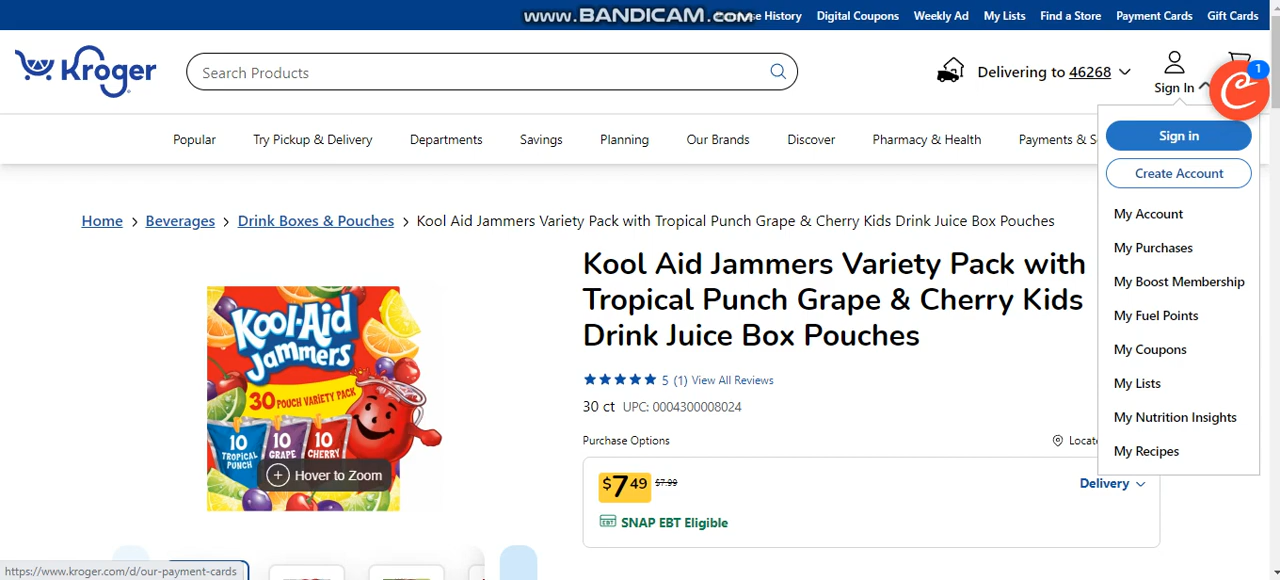 www.BANDICAM.com
se History
Digital Coupons
Weekly Ad
My Lists
Find a Store
Payment Cards
Gift Cards
Kroger
Search Products
Delivering to 46268
Sign In
1
Popular
Try Pickup & Delivery
Departments
Savings
Planning
Our Brands
Discover
Pharmacy & Health
Payments & S
Sign in
Create Account
My Account
My Purchases
My Boost Membership
My Fuel Points
My Coupons
My Lists
My Nutrition Insights
My Recipes
Home > Beverages > Drink Boxes & Pouches > Kool Aid Jammers Variety Pack with Tropical Punch Grape & Cherry Kids Drink Juice Box Pouches
Kool-Aid
Jammers
30 POUCH VARIETY PACK
10 TROPICAL PUNCH
10 GRAPE
10 CHERRY
Hover to Zoom
Kool Aid Jammers Variety Pack with
Tropical Punch Grape & Cherry Kids
Drink Juice Box Pouches
5 (1) View All Reviews
30 ct UPC: 0004300008024
Purchase Options
Locate
$7.49 $7.99
Delivery
EBT SNAP EBT Eligible
https://www.kroger.com/d/our-payment-cards